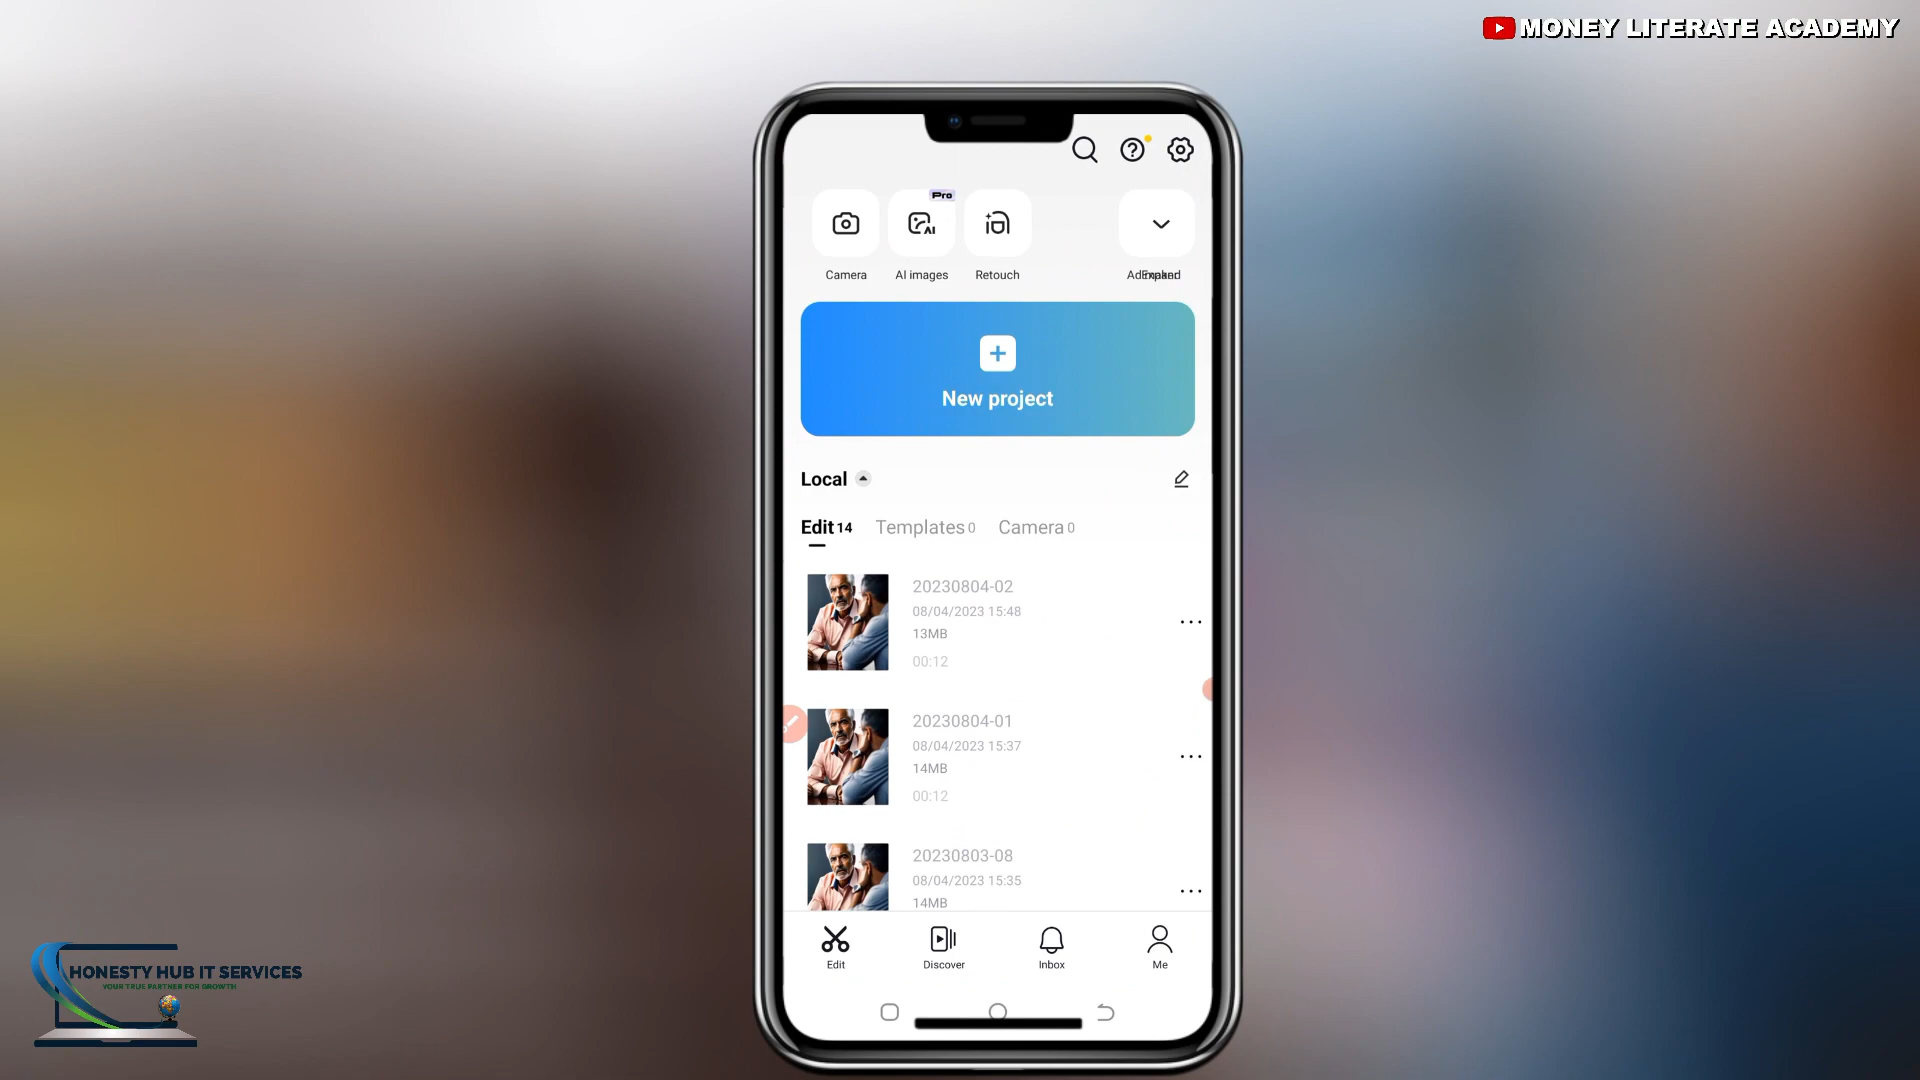 MONEY LITERATE ACADEMY
Pro
Camera
AI images
Retouch
New project
Local
Edit 14
Templates 0
Camera 0
20230804-02
08/04/2023 15:48
13MB
00:12
20230804-01
08/04/2023 15:37
14MB
00:12
20230803-08
08/04/2023 15:35
14MB
Edit
Discover
Inbox
Me
HONESTY HUB IT SERVICES
YOUR TRUE PARTNER FOR GROWTH